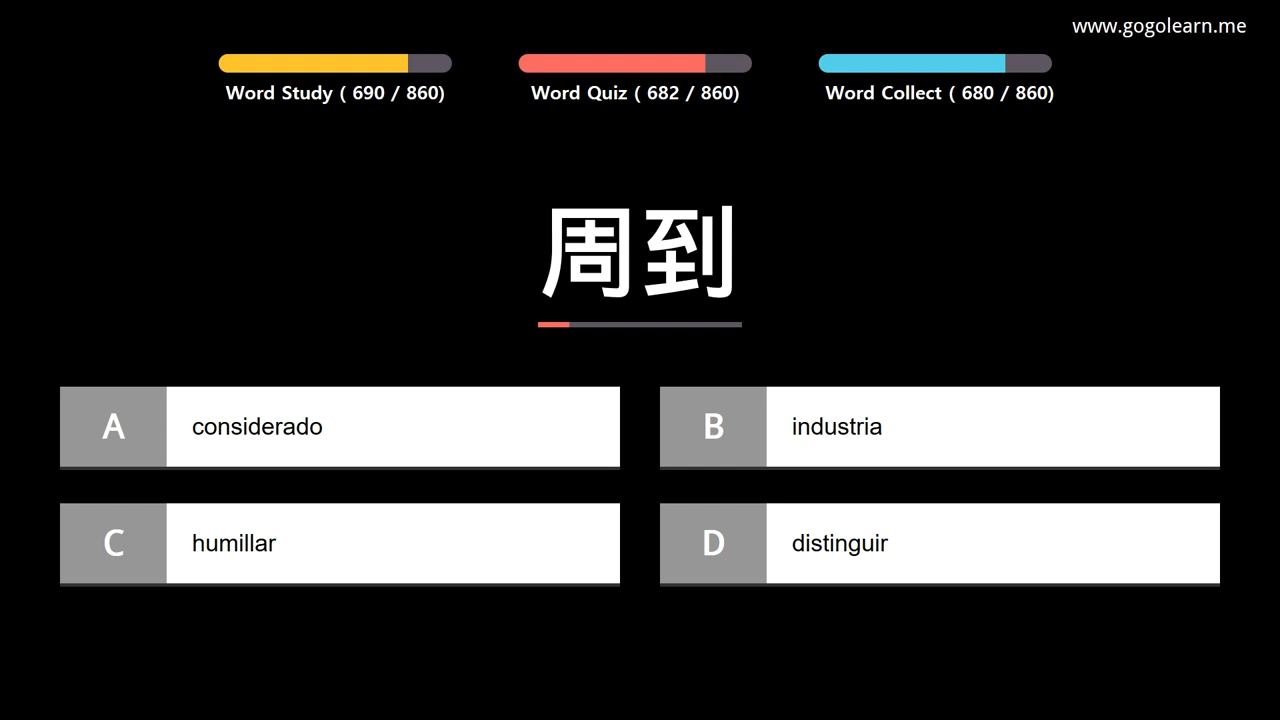 www.gogolearn.me
Word Study ( 690 / 860)
Word Quiz ( 682 / 860)
Word Collect ( 680 / 860)
周到
A considerado
B industria
C humillar
D distinguir